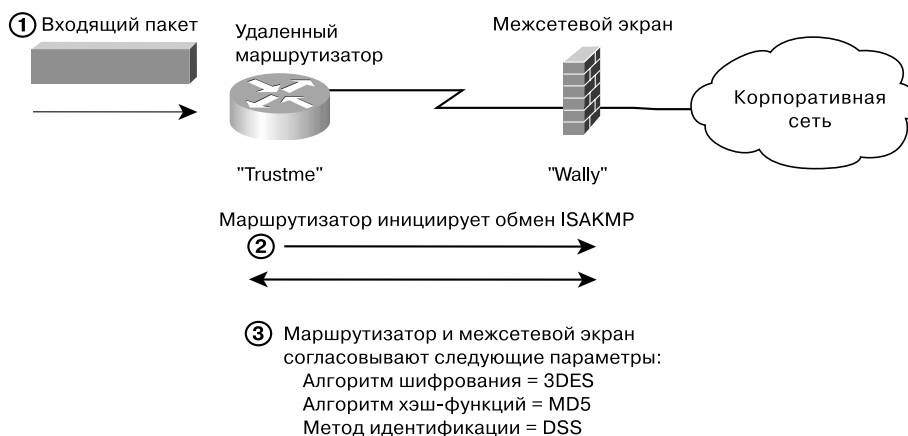 ① Входящий пакет
Удаленный
маршрутизатор
Межсетевой экран
Корпоративная
сеть
"Trustme"
"Wally"
Маршрутизатор инициирует обмен ISAKMP
②
③ Маршрутизатор и межсетевой экран
согласовывают следующие параметры:
Алгоритм шифрования = 3DES
Алгоритм хэш-функций = MD5
Метод идентификации = DSS